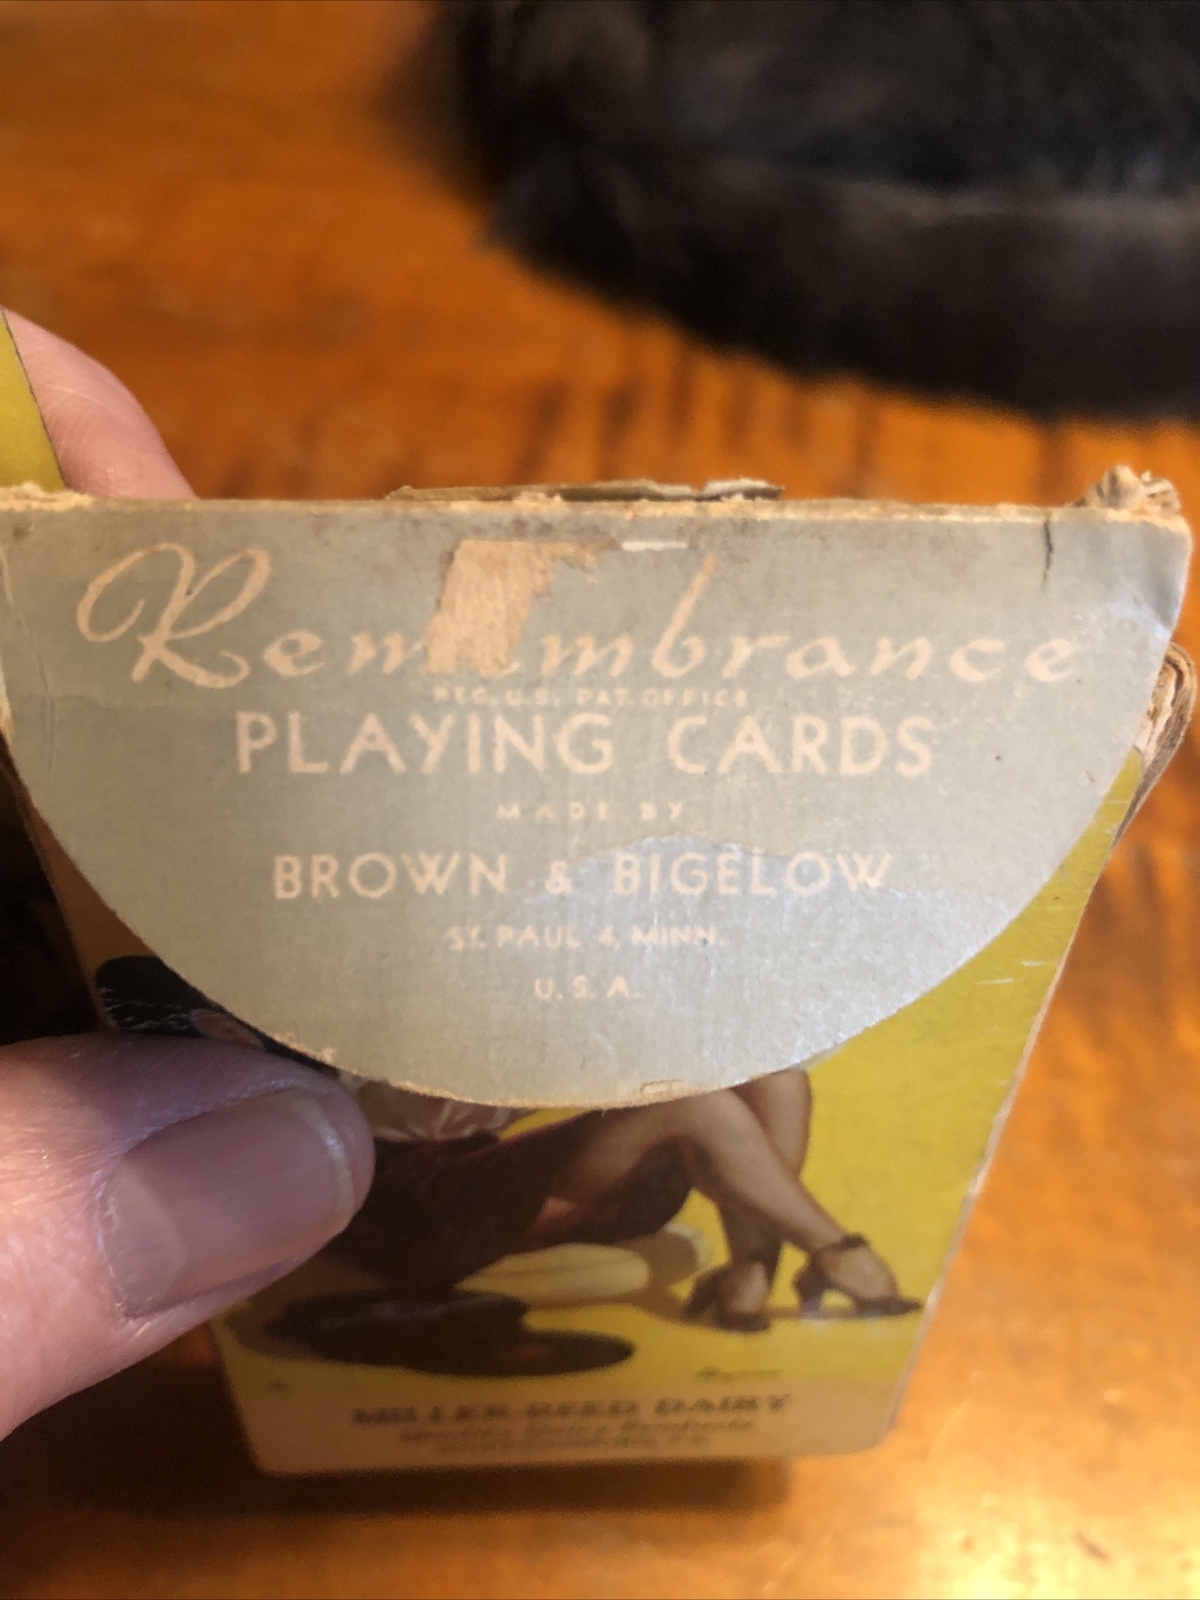 Remembrance
REG. U.S. PAT. OFFICE
PLAYING CARDS
MADE BY
BROWN & BIGELOW
ST. PAUL 4, MINN.
U. S. A.
MILLER-REED DAIRY